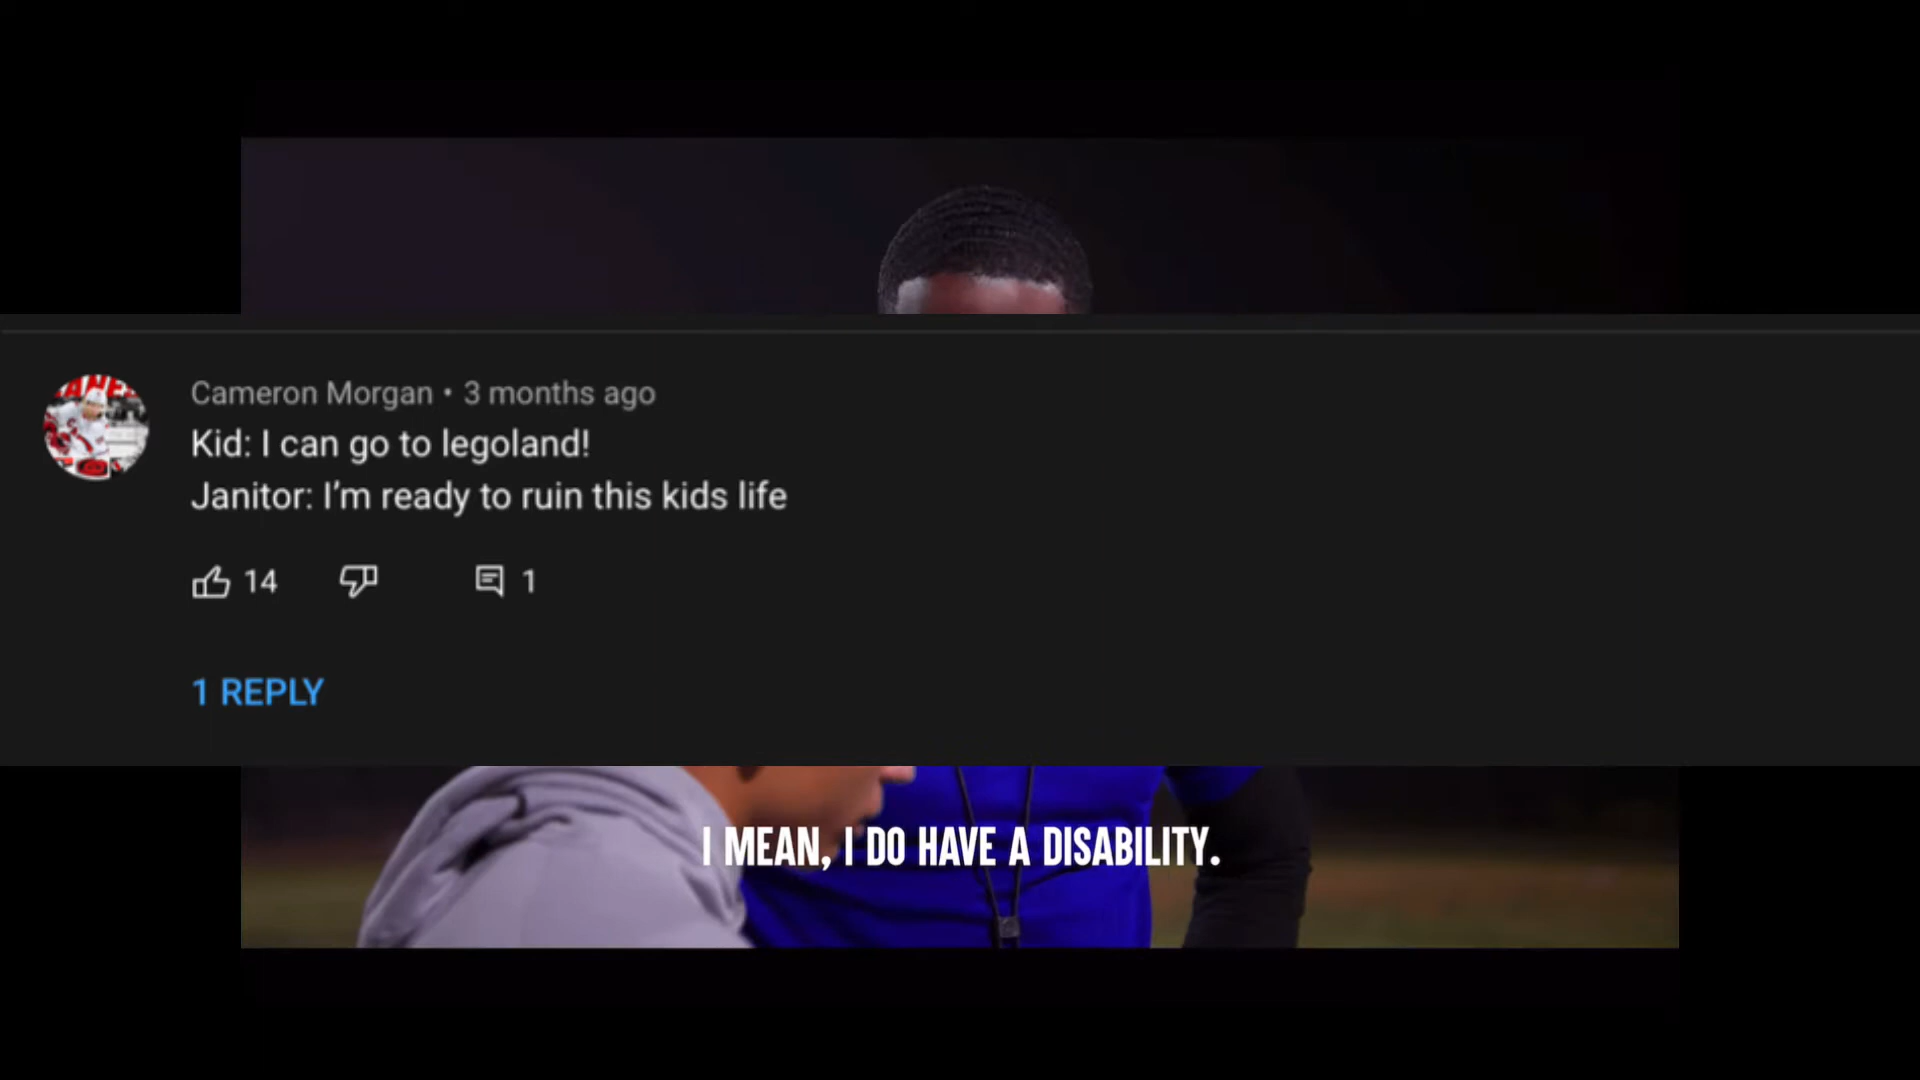 Cameron Morgan • 3 months ago
Kid: I can go to legoland!
Janitor: I’m ready to ruin this kids life
14
1
1 REPLY
I MEAN, I DO HAVE A DISABILITY.